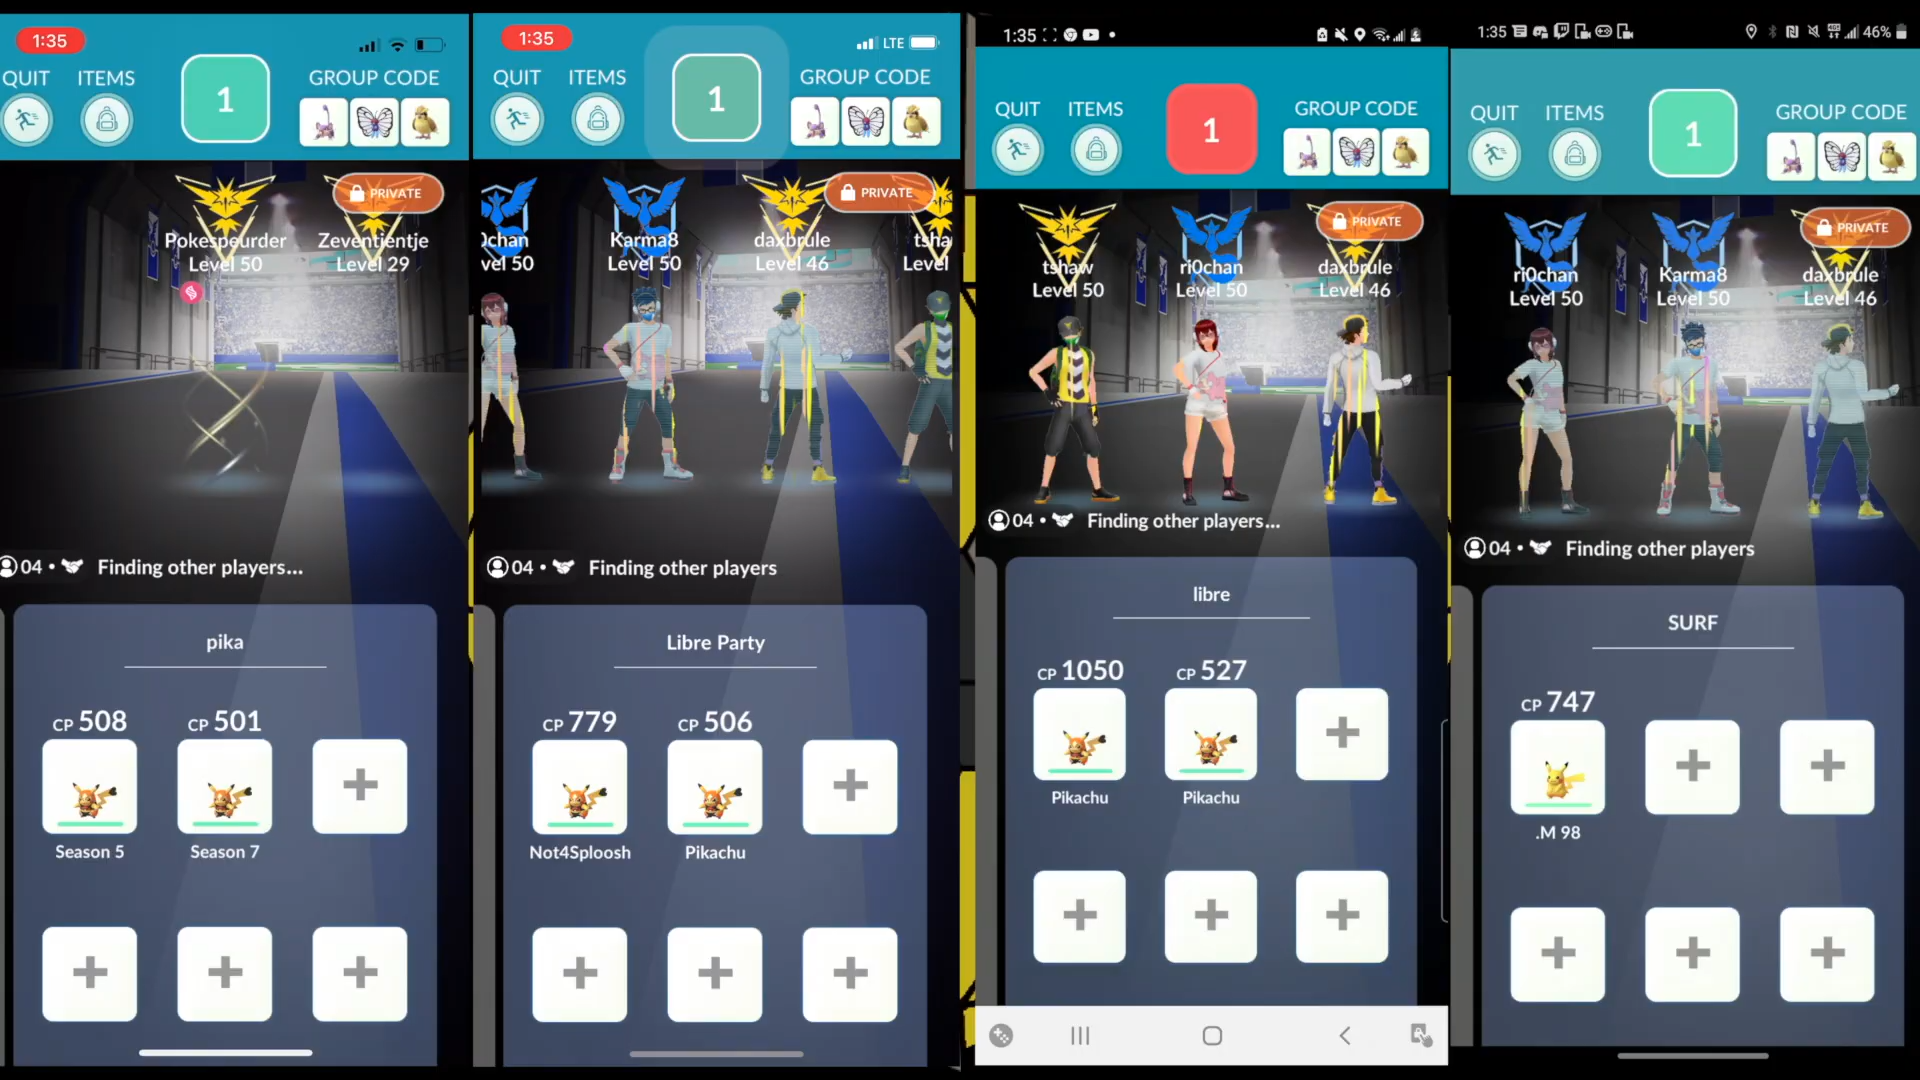 1:35
QUIT
ITEMS
1
GROUP CODE
PRIVATE
Pokespeurder
Level 50
Zeventientje
Level 29
04 • Finding other players...
pika
CP 508
CP 501
Season 5
Season 7
1:35
LTE
QUIT
ITEMS
1
GROUP CODE
PRIVATE
0chan
vel 50
Karma8
Level 50
daxbrule
Level 46
tsha
Level
04 • Finding other players
Libre Party
CP 779
CP 506
Not4Sploosh
Pikachu
1:35
QUIT
ITEMS
1
GROUP CODE
PRIVATE
tshaw
Level 50
ri0chan
Level 50
daxbrule
Level 46
04 • Finding other players...
libre
CP 1050
CP 527
Pikachu
Pikachu
1:35
46%
QUIT
ITEMS
1
GROUP CODE
PRIVATE
ri0chan
Level 50
Karma8
Level 50
daxbrule
Level 46
04 • Finding other players
SURF
CP 747
.M 98